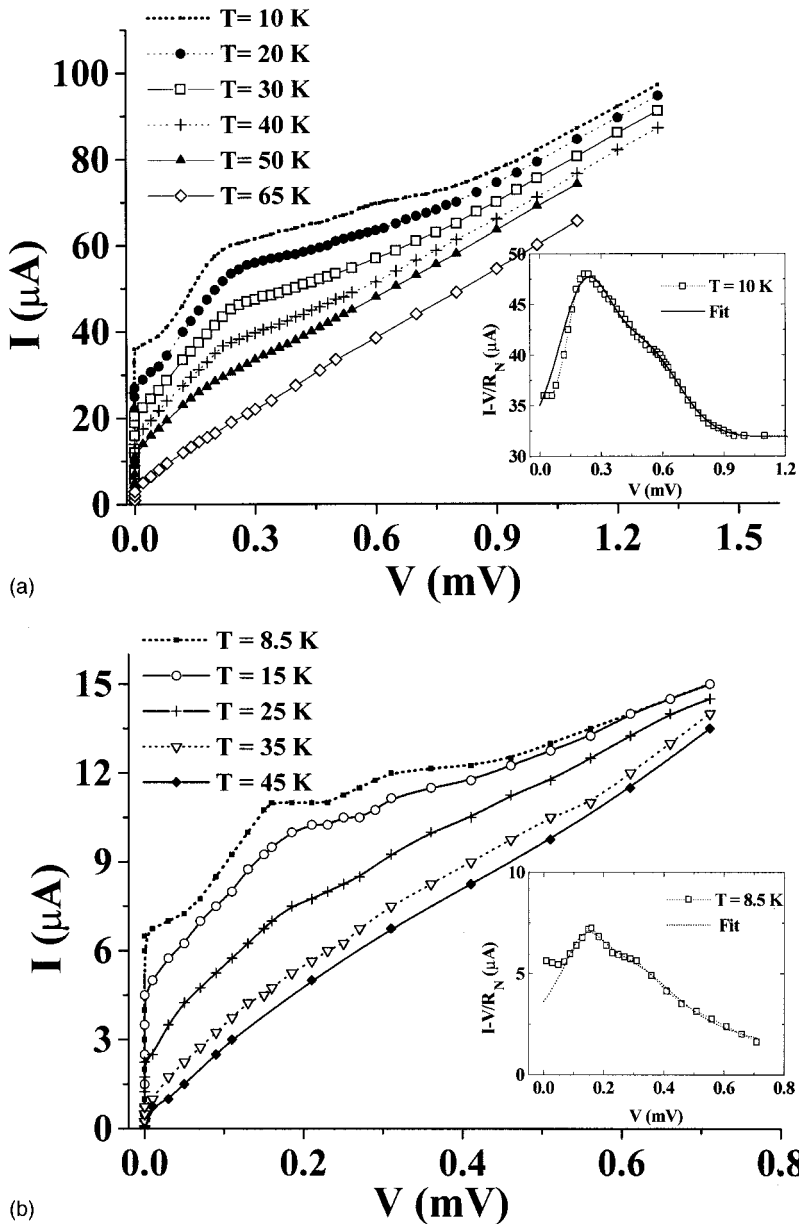 T= 10 K
T= 20 K
T= 30 K
T= 40 K
T= 50 K
T= 65 K
100
80
60
40
20
0
I (μA)
0.0 0.3 0.6 0.9 1.2 1.5
V (mV)
50
45
40
35
30
I-V/R_N (μA)
T = 10 K
Fit
0.0 0.3 0.6 0.9 1.2
V (mV)
(a)
T = 8.5 K
T = 15 K
T = 25 K
T = 35 K
T = 45 K
15
12
9
6
3
0
I (μA)
0.0 0.2 0.4 0.6 0.8
V (mV)
10
5
0
I-V/R_N (μA)
T = 8.5 K
Fit
0.0 0.2 0.4 0.6 0.8
V (mV)
(b)